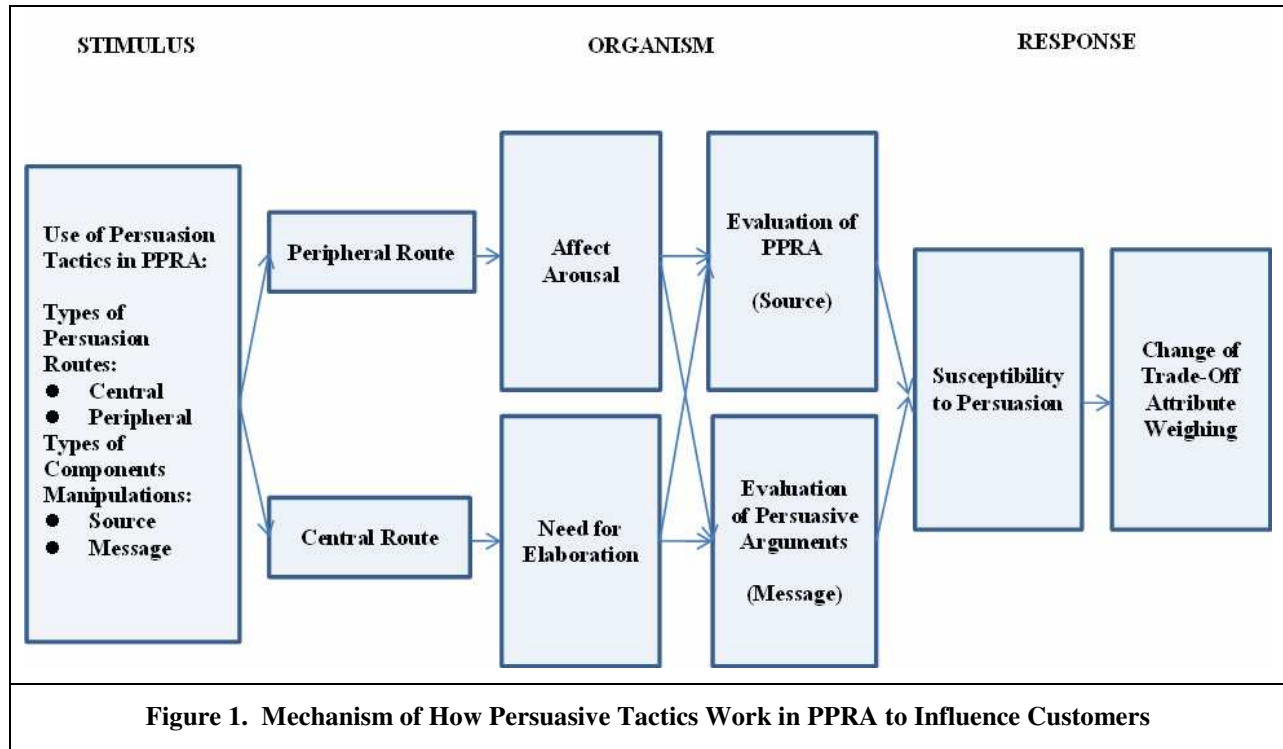 STIMULUS
ORGANISM
RESPONSE
Use of Persuasion
Tactics in PPRA:
Types of
Persuasion
Routes:
● Central
● Peripheral
Types of
Components
Manipulations:
● Source
● Message
Peripheral Route
Central Route
Affect
Arousal
Need for
Elaboration
Evaluation of
PPRA
(Source)
Evaluation
of Persuasive
Arguments
(Message)
Susceptibility
to Persuasion
Change of
Trade-Off
Attribute
Weighing
Figure 1. Mechanism of How Persuasive Tactics Work in PPRA to Influence Customers